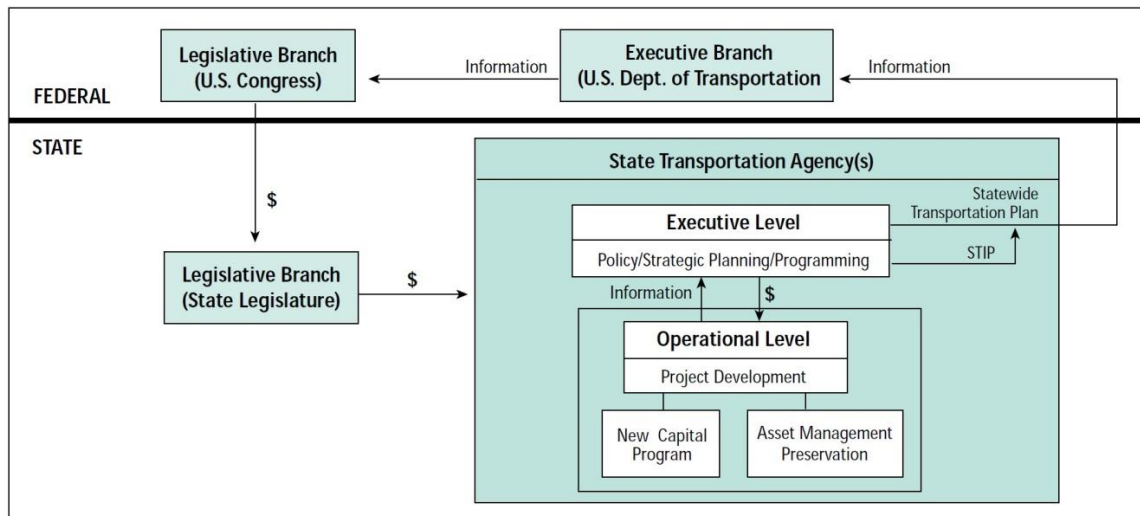 Legislative Branch
(U.S. Congress)
Information
Executive Branch
(U.S. Dept. of Transportation
Information
FEDERAL
STATE
$
Legislative Branch
(State Legislature)
$
State Transportation Agency(s)
Statewide
Transportation Plan
Executive Level
Policy/Strategic Planning/Programming
STIP
Information
$
Operational Level
Project Development
New Capital
Program
Asset Management
Preservation